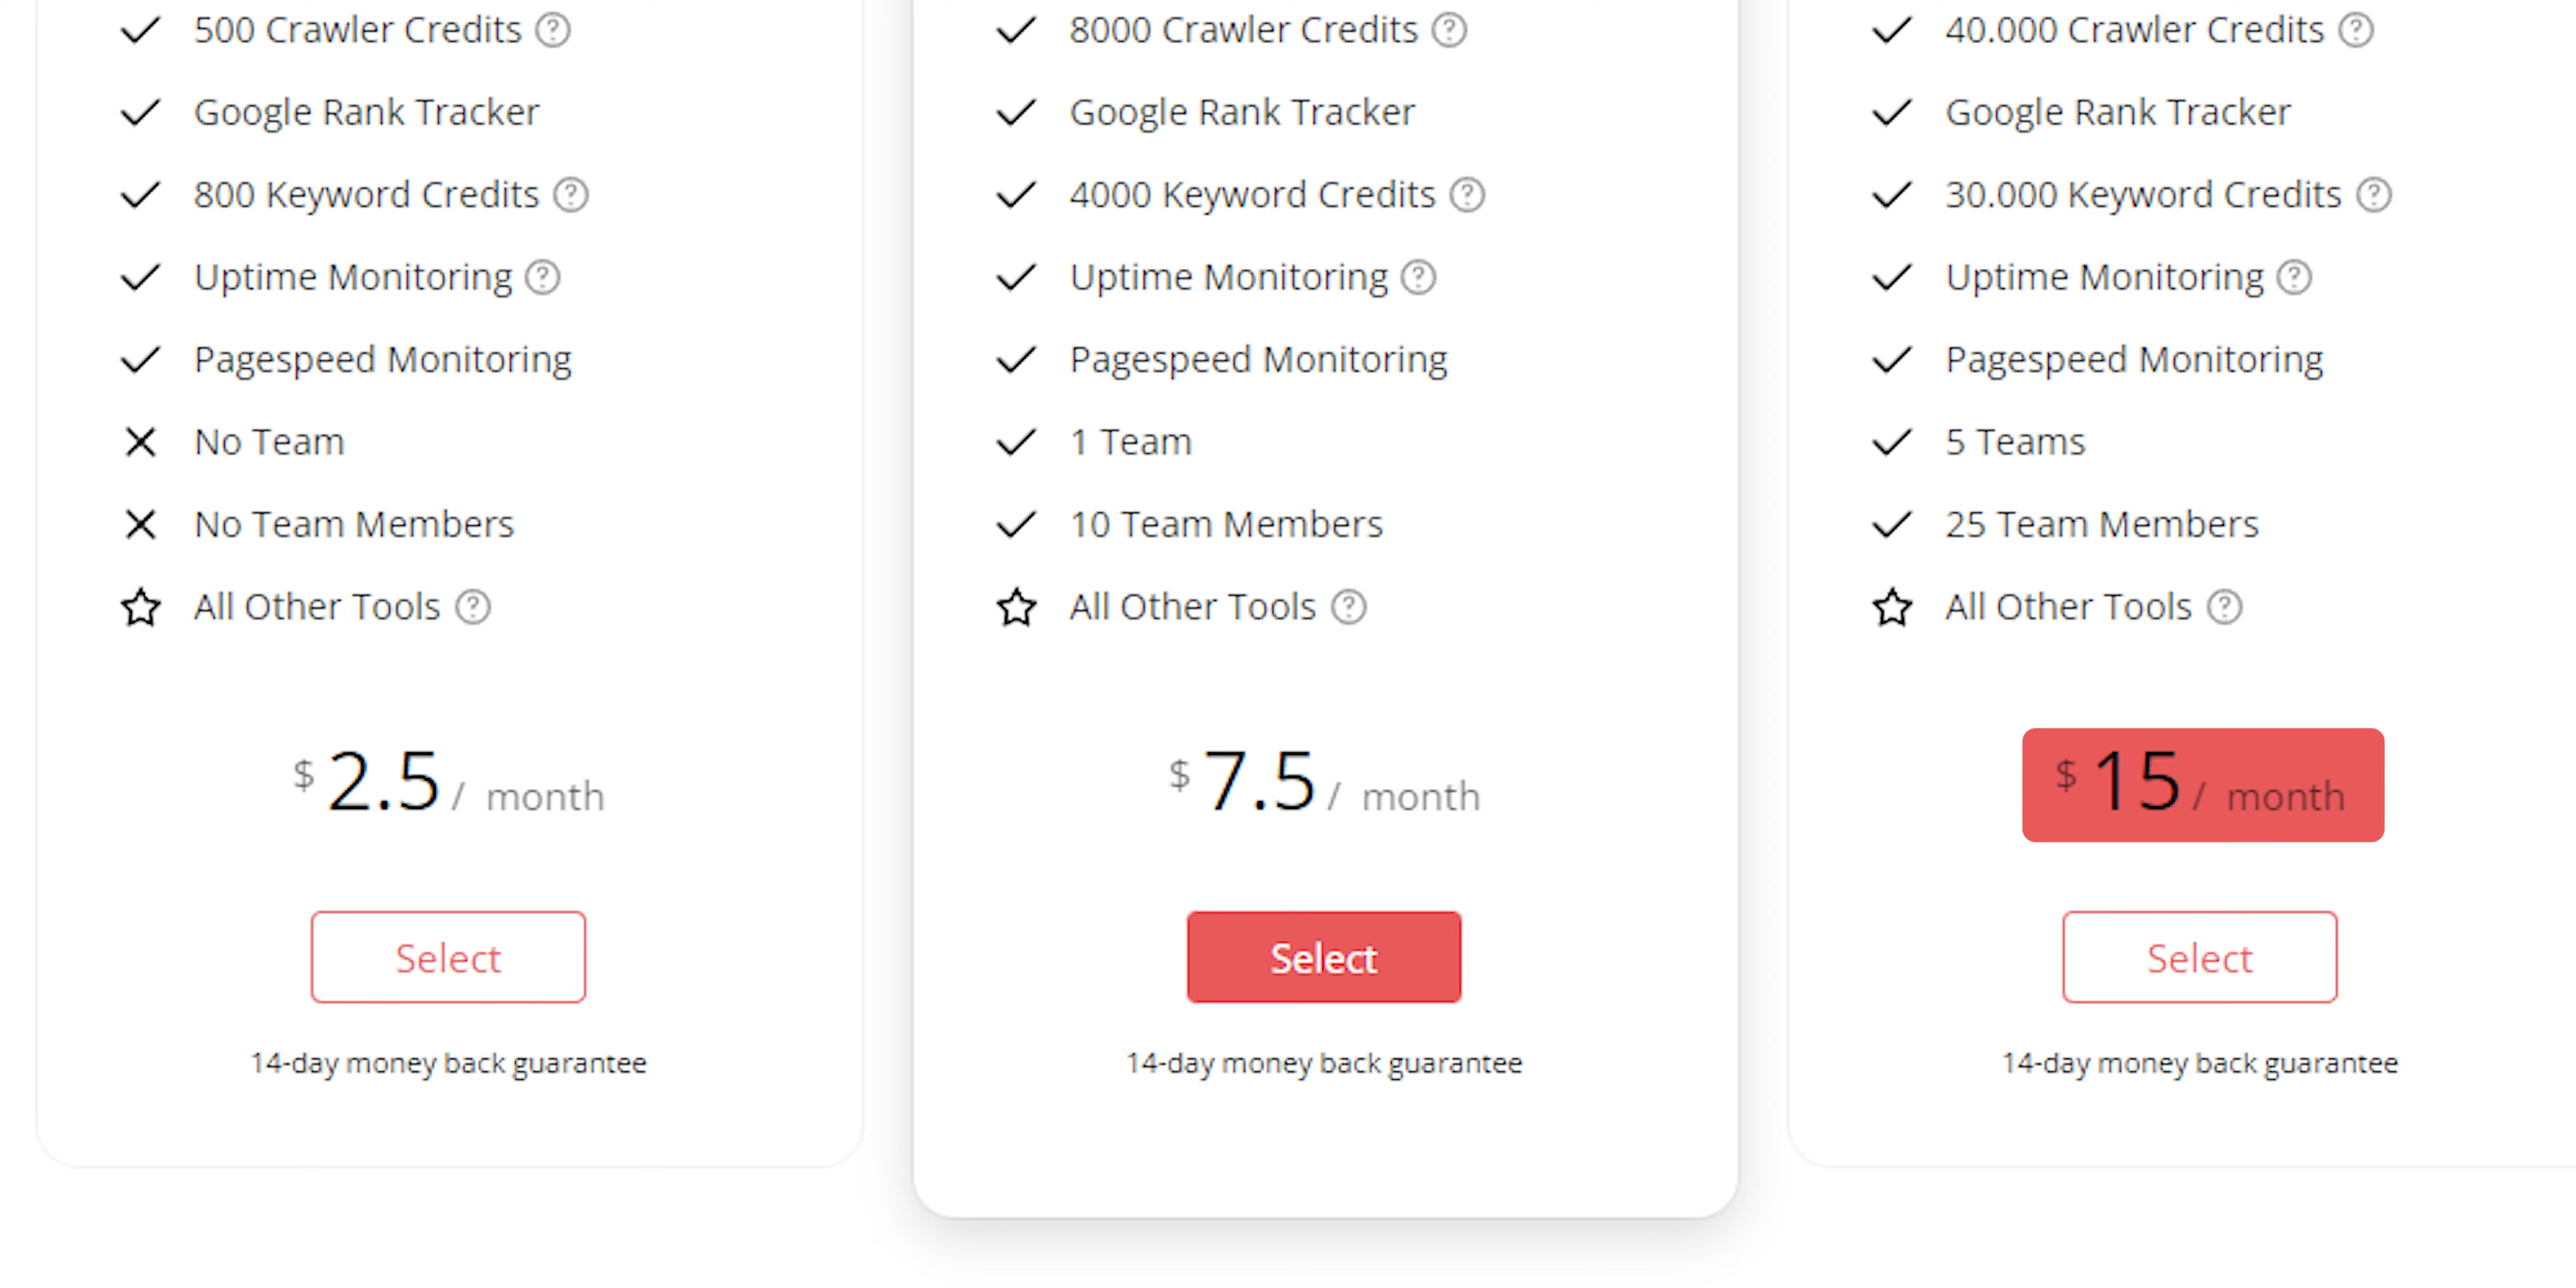 500 Crawler Credits ?
Google Rank Tracker
800 Keyword Credits ?
Uptime Monitoring ?
Pagespeed Monitoring
No Team
No Team Members
All Other Tools ?
$ 2.5 / month
Select
14-day money back guarantee
8000 Crawler Credits ?
Google Rank Tracker
4000 Keyword Credits ?
Uptime Monitoring ?
Pagespeed Monitoring
1 Team
10 Team Members
All Other Tools ?
$ 7.5 / month
Select
14-day money back guarantee
40.000 Crawler Credits ?
Google Rank Tracker
30.000 Keyword Credits ?
Uptime Monitoring ?
Pagespeed Monitoring
5 Teams
25 Team Members
All Other Tools ?
$ 15 / month
Select
14-day money back guarantee